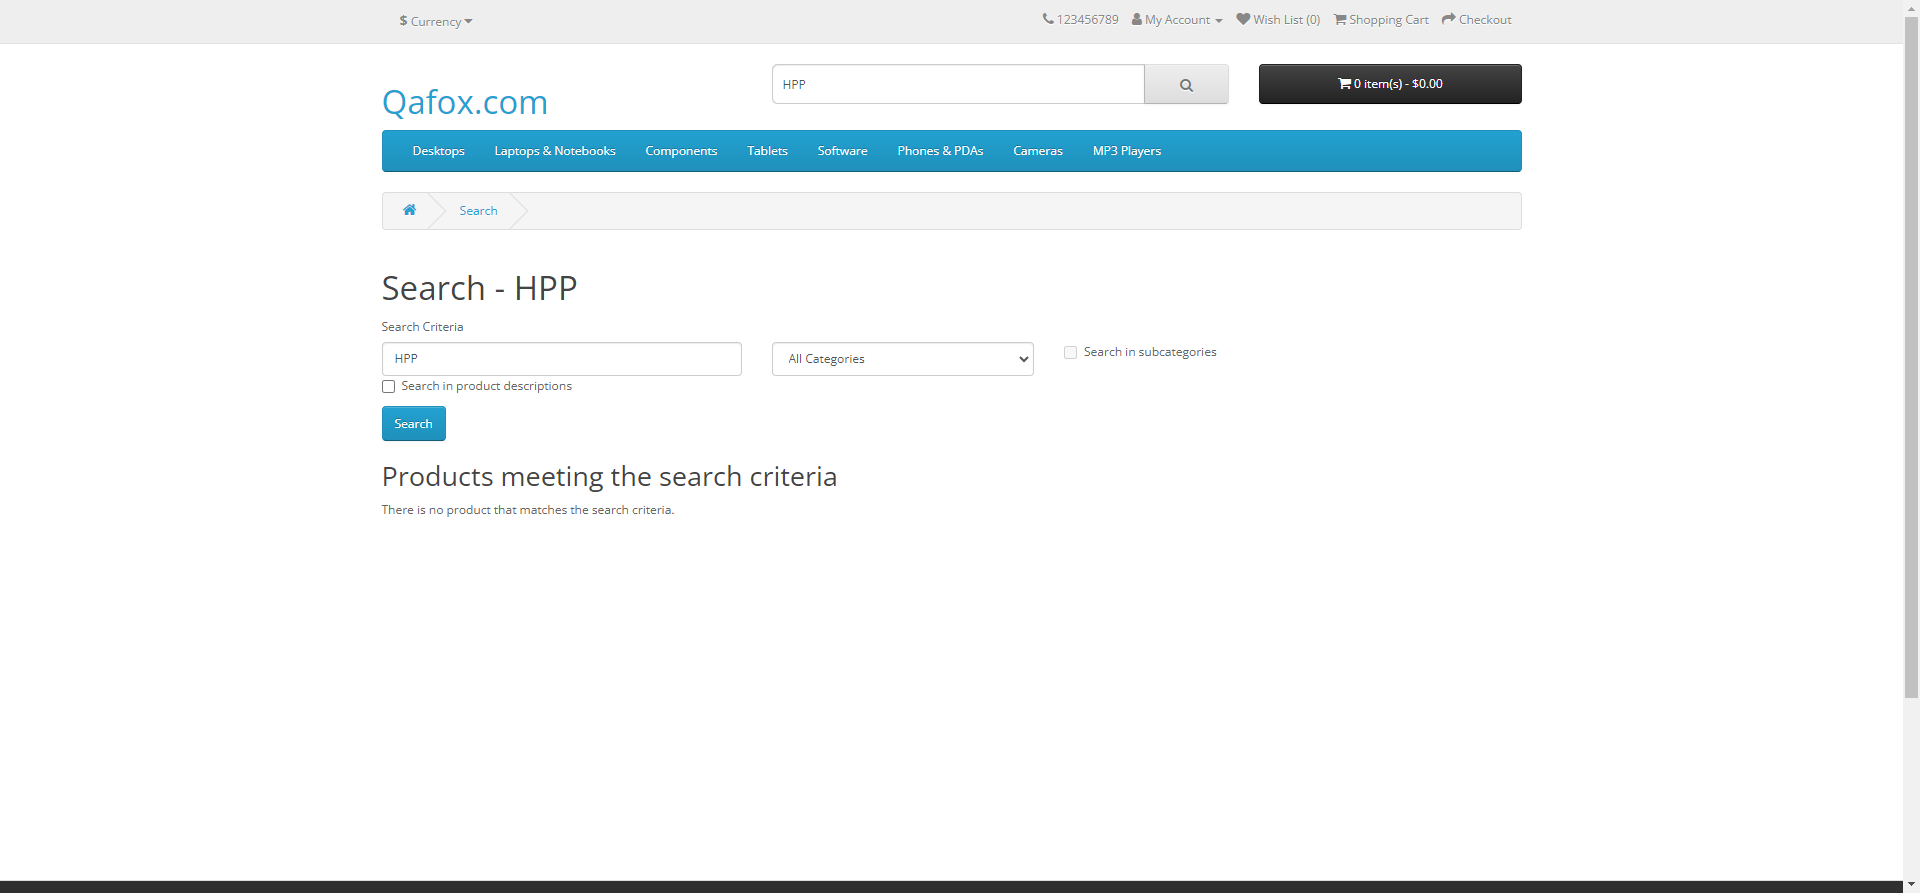 $ Currency
123456789 My Account Wish List (0) Shopping Cart Checkout
Qafox.com
HPP
0 item(s) - $0.00
Desktops Laptops & Notebooks Components Tablets Software Phones & PDAs Cameras MP3 Players
Search
Search - HPP
Search Criteria
HPP
All Categories
Search in subcategories
Search in product descriptions
Search
Products meeting the search criteria
There is no product that matches the search criteria.